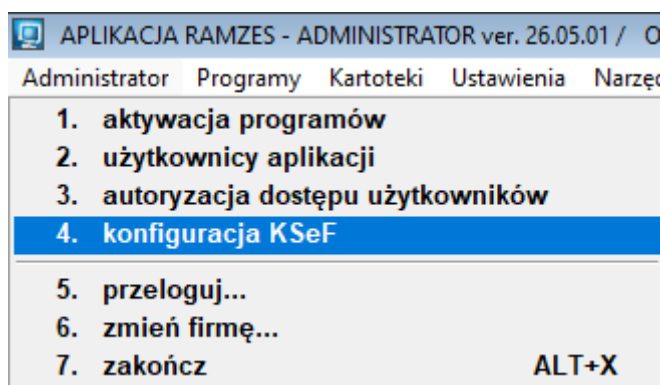 APLIKACJA RAMZES - ADMINISTRATOR ver. 26.05.01 / O
Administrator Programy Kartoteki Ustawienia Narzęd
1. aktywacja programów
2. użytkownicy aplikacji
3. autoryzacja dostępu użytkowników
4. konfiguracja KSeF
5. przeloguj...
6. zmień firmę...
7. zakończ ALT+X